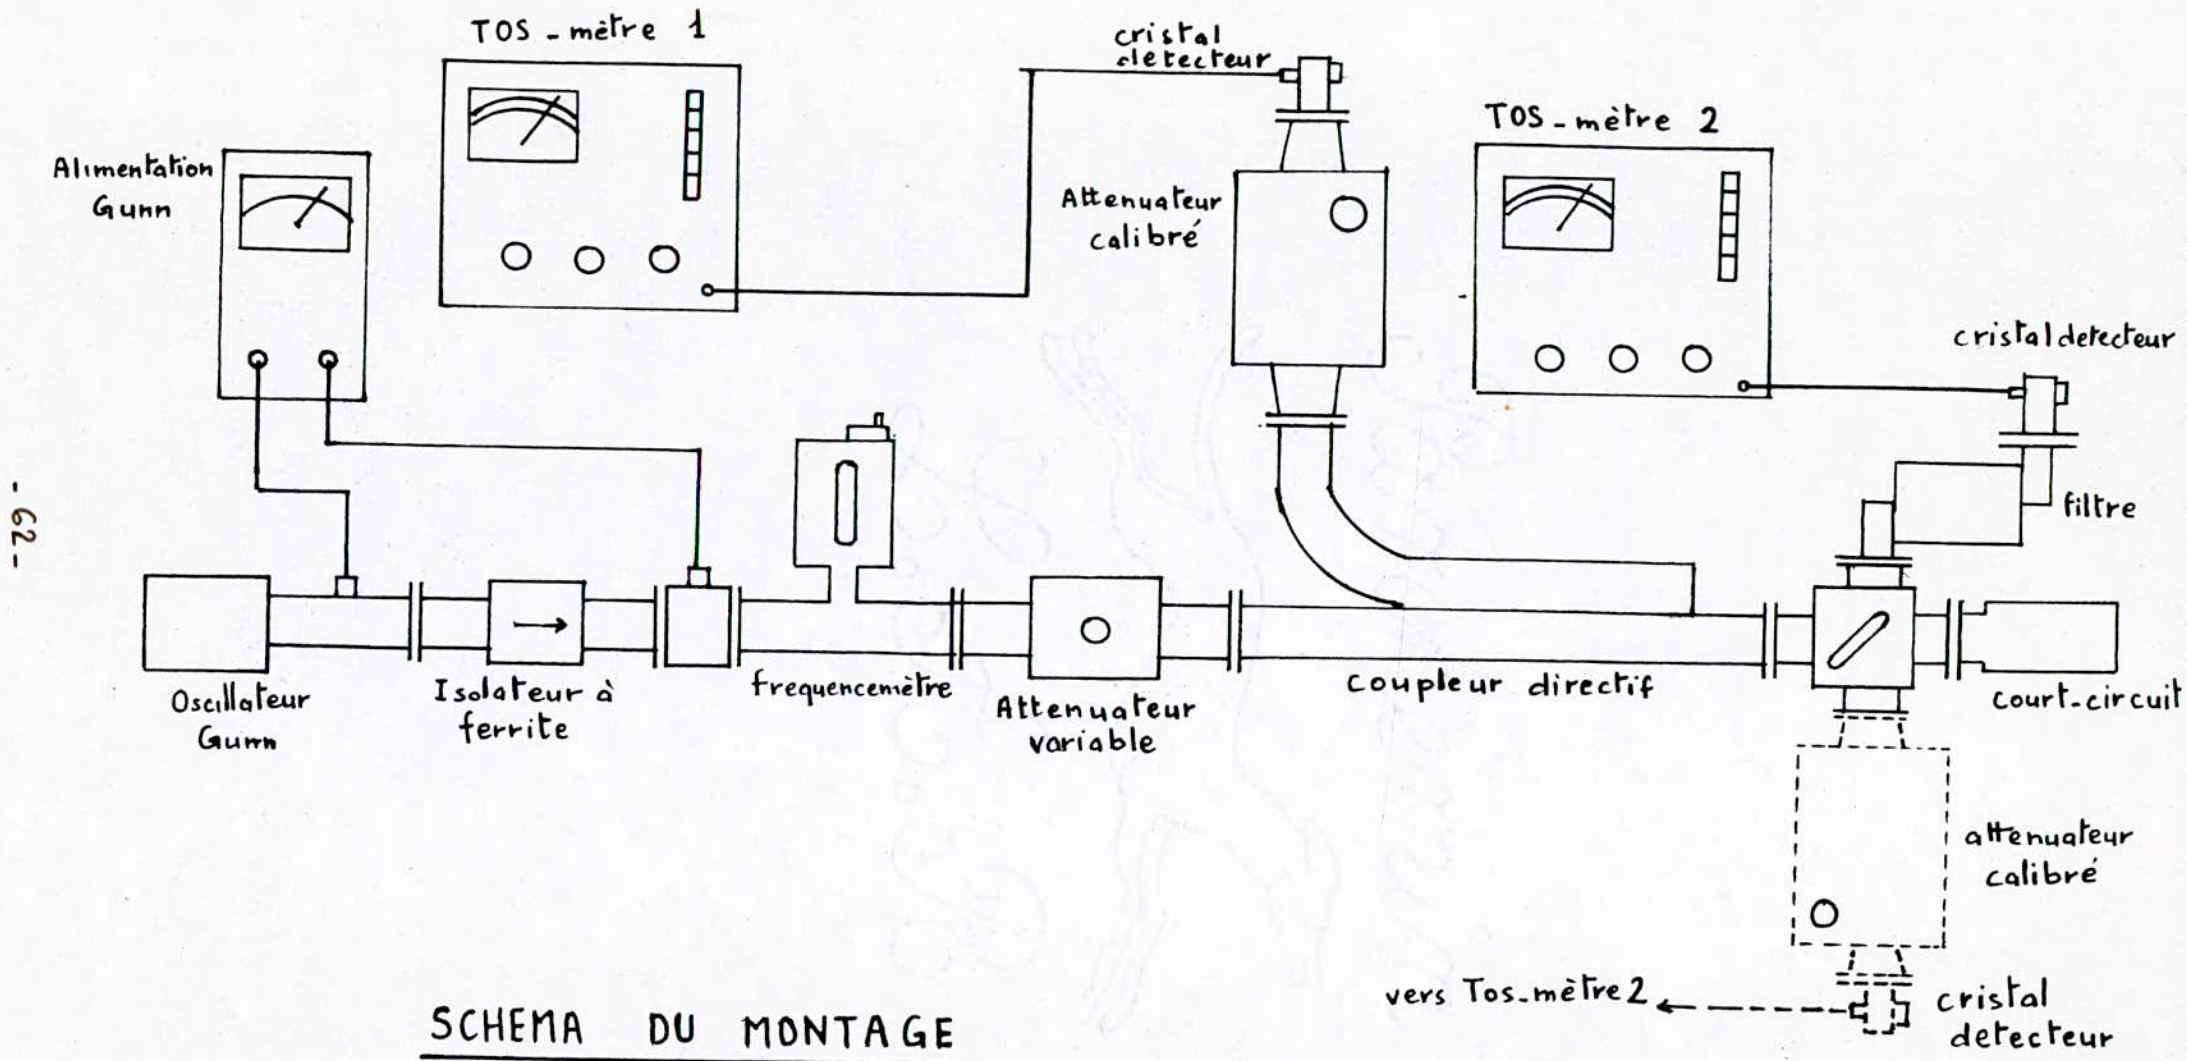 TOS - mètre 1
cristal
detecteur
TOS - mètre 2
Alimentation
Gunn
Attenuateur
calibré
cristal detecteur
filtre
- 62 -
Oscillateur
Gunn
Isolateur à
ferrite
frequencemètre
Attenuateur
variable
coupleur directif
court-circuit
attenuateur
calibré
vers Tos-mètre 2
cristal
detecteur
SCHEMA DU MONTAGE